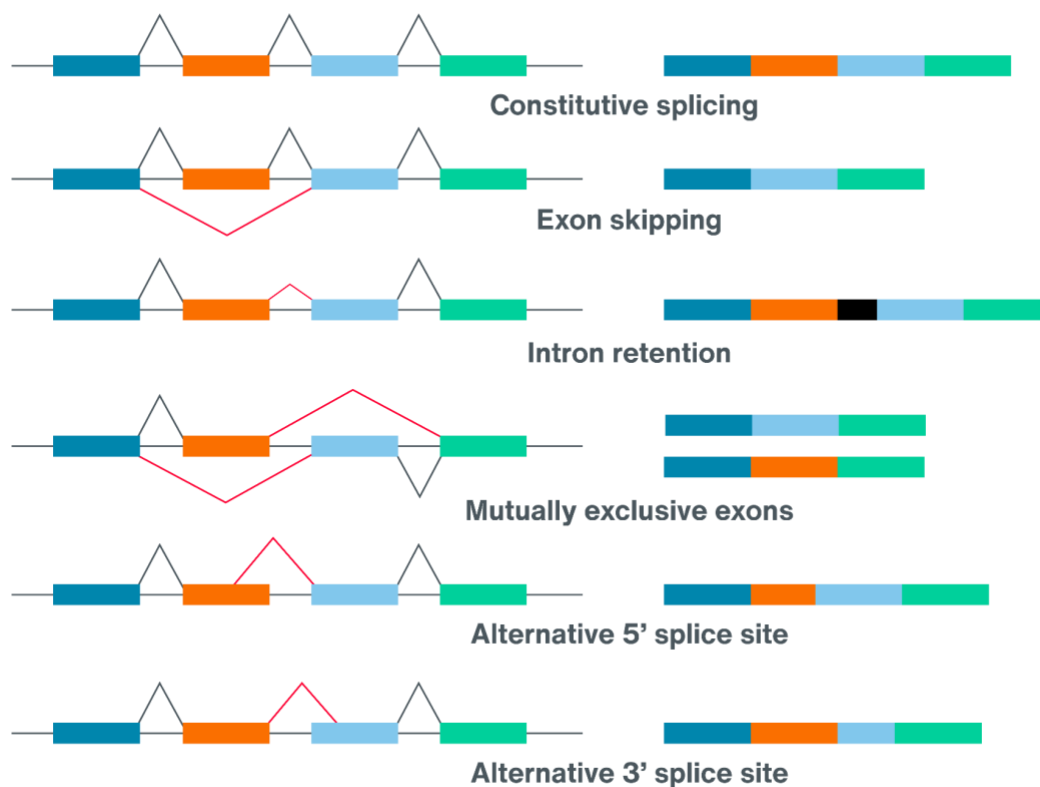 Constitutive splicing
Exon skipping
Intron retention
Mutually exclusive exons
Alternative 5’ splice site
Alternative 3’ splice site